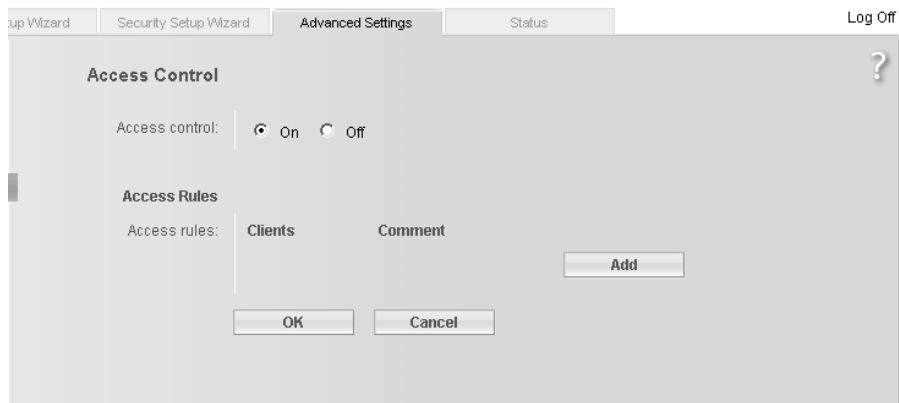 tup Wizard Security Setup Wizard Advanced Settings Status Log Off
Access Control ?
Access control: On Off
Access Rules
Access rules: Clients Comment
Add
OK Cancel